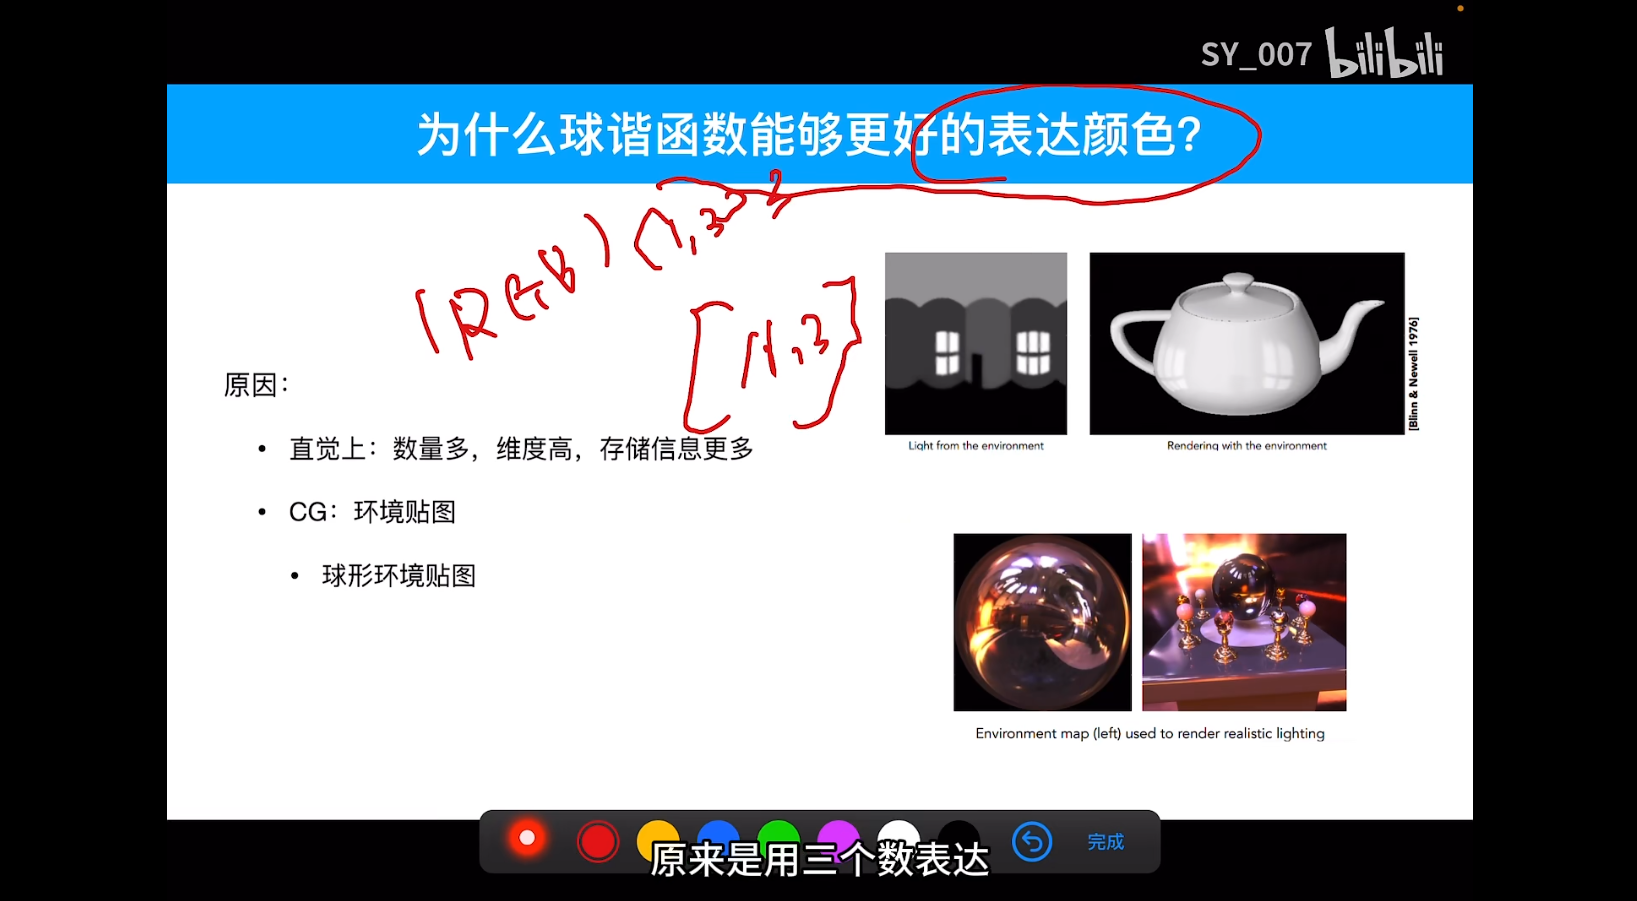 SY_007 bilibili
为什么球谐函数能够更好的表达颜色?
(RGB)
[1,3]
原因：
• 直觉上：数量多，维度高，存储信息更多
• CG：环境贴图
• 球形环境贴图
Light from the environment
Rendering with the environment
[Blinn & Newell 1976]
Environment map (left) used to render realistic lighting
完成
原来是用三个数表达